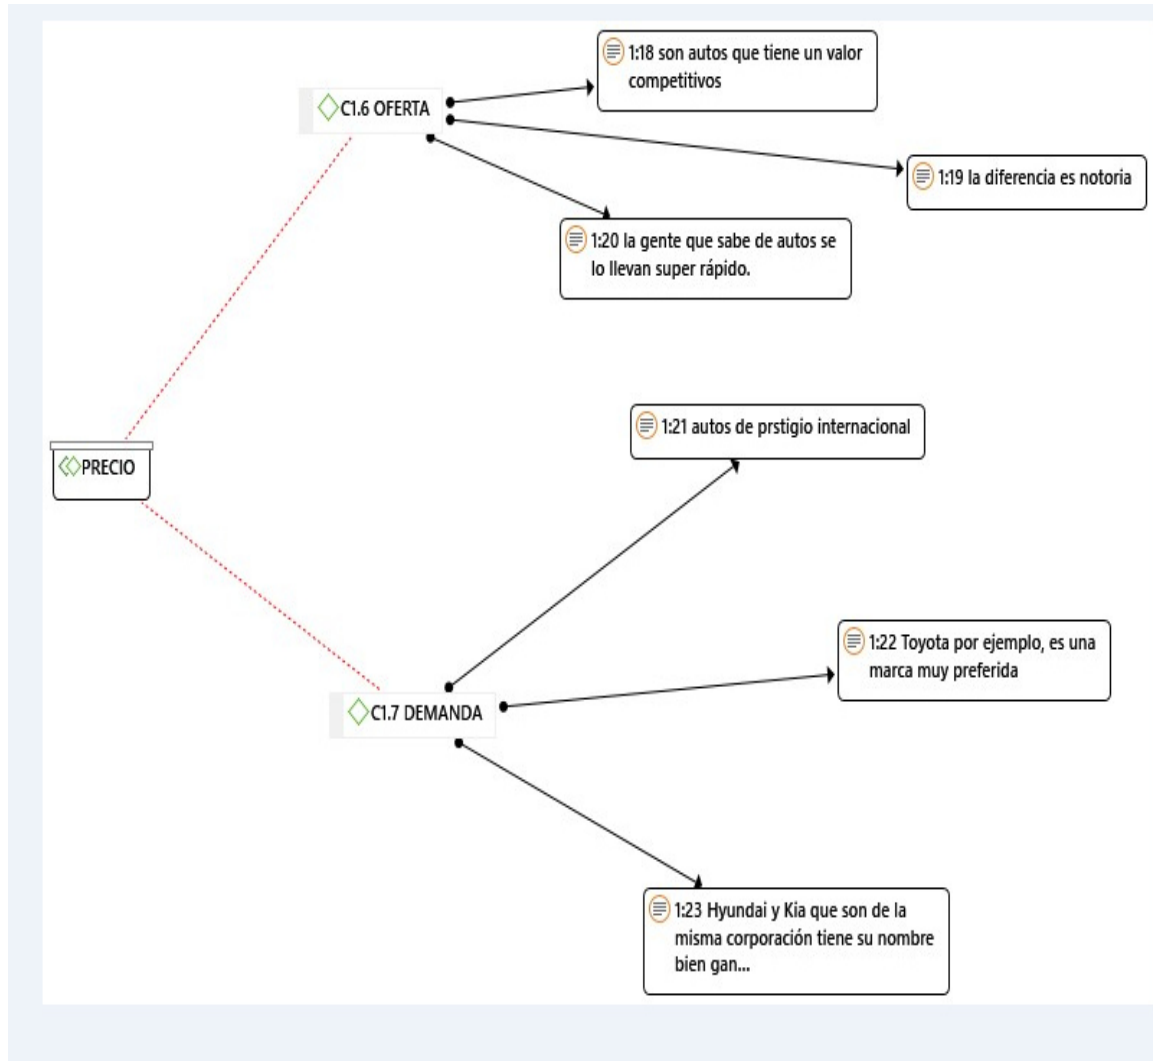 1:18 son autos que tiene un valor
competitivos
C1.6 OFERTA
1:19 la diferencia es notoria
1:20 la gente que sabe de autos se
lo llevan super rápido.
PRECIO
1:21 autos de prstigio internacional
1:22 Toyota por ejemplo, es una
marca muy preferida
C1.7 DEMANDA
1:23 Hyundai y Kia que son de la
misma corporación tiene su nombre
bien gan...